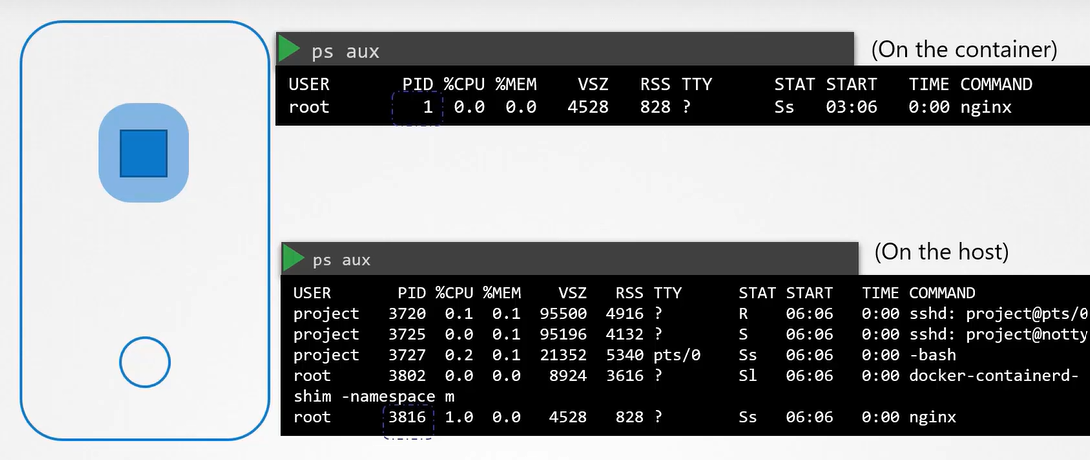 ps aux
(On the container)
USER PID %CPU %MEM VSZ RSS TTY STAT START TIME COMMAND
root 1 0.0 0.0 4528 828 ? Ss 03:06 0:00 nginx
ps aux
(On the host)
USER PID %CPU %MEM VSZ RSS TTY STAT START TIME COMMAND
project 3720 0.1 0.1 95500 4916 ? R 06:06 0:00 sshd: project@pts/0
project 3725 0.0 0.1 95196 4132 ? S 06:06 0:00 sshd: project@notty
project 3727 0.2 0.1 21352 5340 pts/0 Ss 06:06 0:00 -bash
root 3802 0.0 0.0 8924 3616 ? Sl 06:06 0:00 docker-containerd-
shim -namespace m
root 3816 1.0 0.0 4528 828 ? Ss 06:06 0:00 nginx